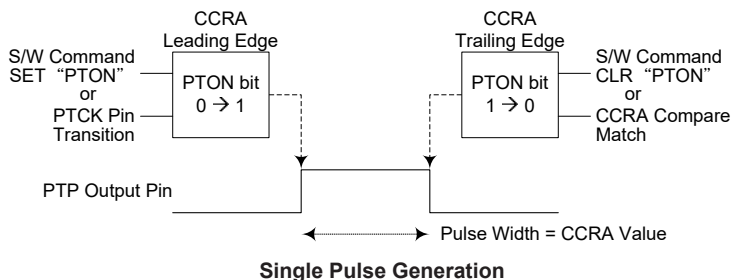 CCRA
Leading Edge
S/W Command
SET “PTON”
or
PTCK Pin
Transition
PTON bit
0 → 1
CCRA
Trailing Edge
PTON bit
1 → 0
S/W Command
CLR “PTON”
or
CCRA Compare
Match
PTP Output Pin
Pulse Width = CCRA Value
Single Pulse Generation